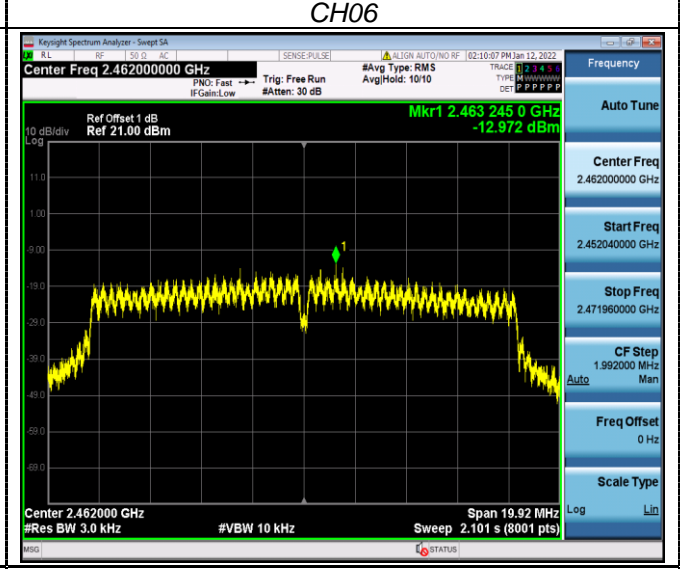 CH06
Keysight Spectrum Analyzer - Swept SA
RL RF 50 Ω AC SENSE:PULSE ALIGN AUTO/NO RF 02:10:07 PM Jan 12, 2022
Center Freq 2.462000000 GHz
PNO: Fast
IFGain:Low
Trig: Free Run
#Atten: 30 dB
#Avg Type: RMS
Avg|Hold: 10/10
TRACE 1 2 3 4 5 6
TYPE M WWWWW
DET P P P P P P
Frequency
Mkr1 2.463 245 0 GHz
-12.972 dBm
Ref Offset 1 dB
10 dB/div Ref 21.00 dBm
Log
11.0
1.00
-9.00
-19.0
-29.0
-39.0
-49.0
-59.0
-69.0
1
Center 2.462000 GHz Span 19.92 MHz
#Res BW 3.0 kHz #VBW 10 kHz Sweep 2.101 s (8001 pts)
MSG STATUS
Auto Tune
Center Freq
2.462000000 GHz
Start Freq
2.452040000 GHz
Stop Freq
2.471960000 GHz
CF Step
1.992000 MHz
Auto Man
Freq Offset
0 Hz
Scale Type
Log Lin